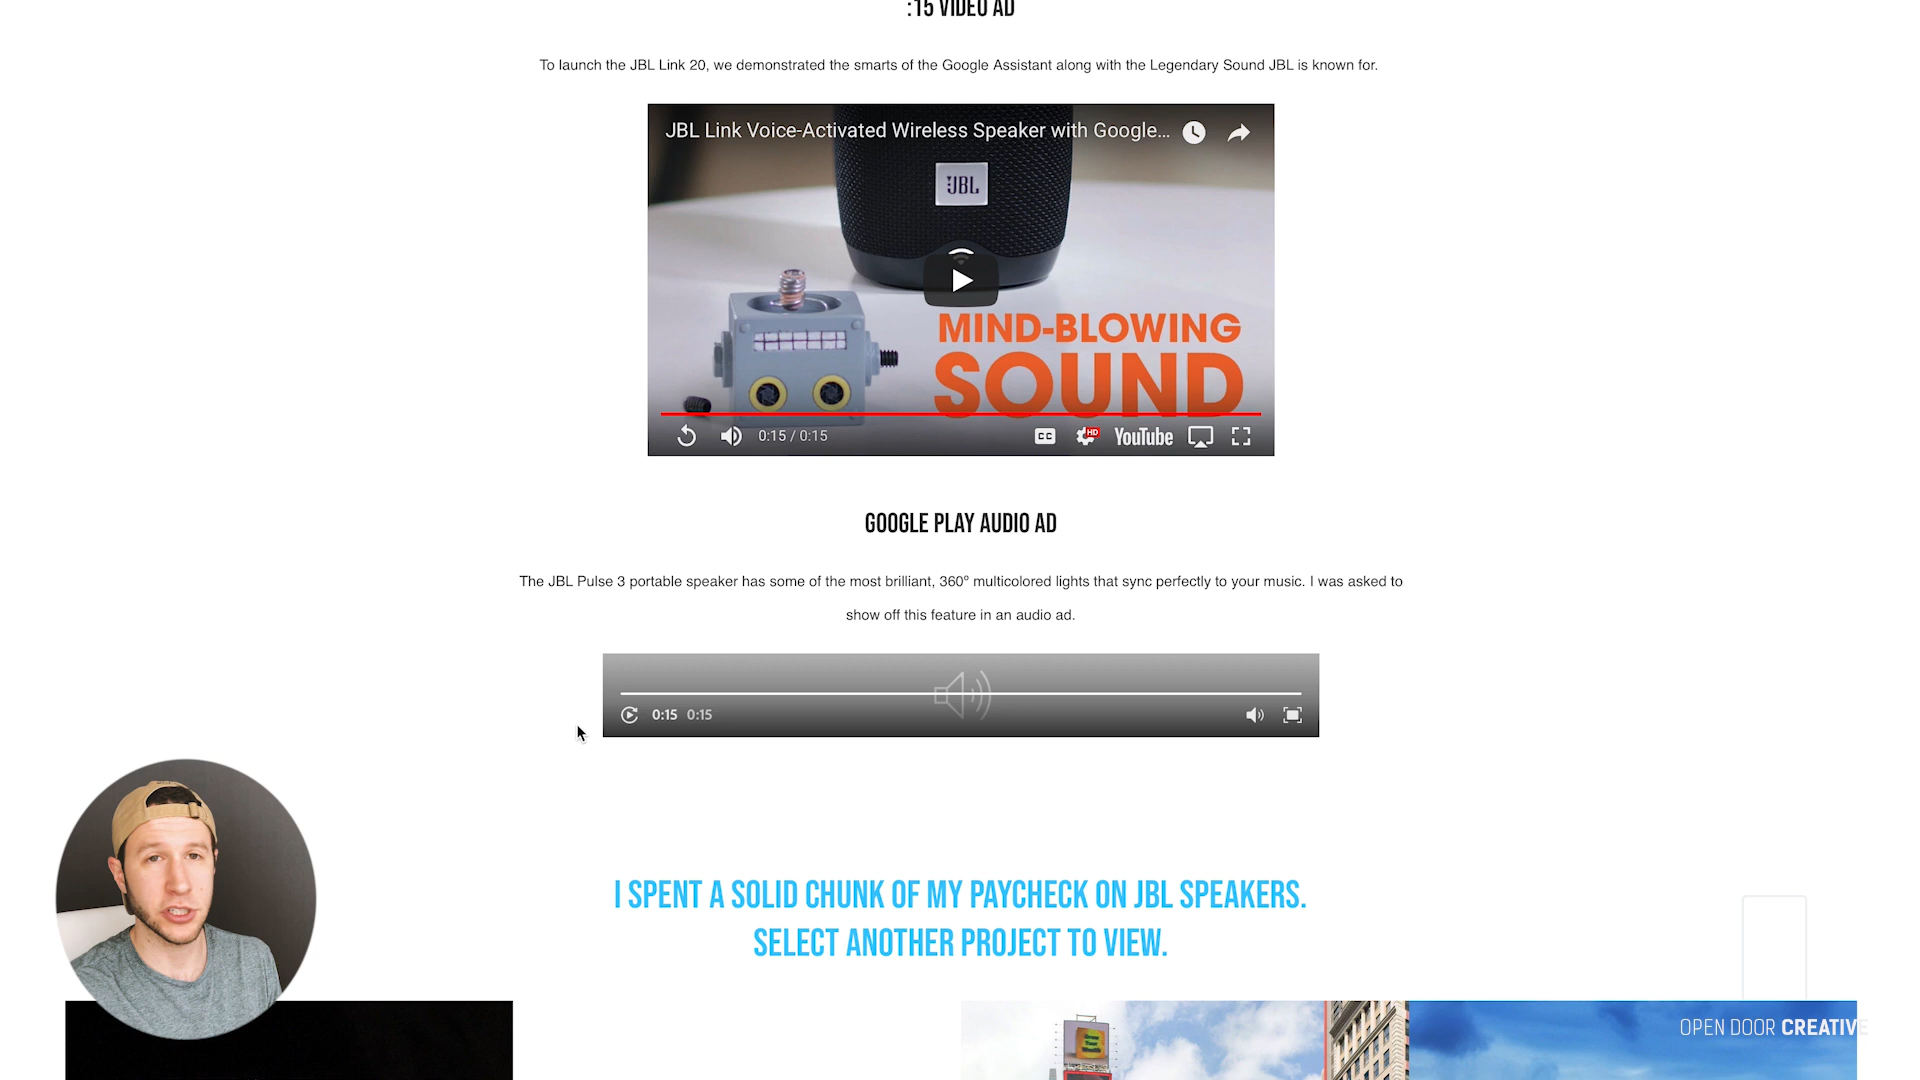 :15 VIDEO AD
To launch the JBL Link 20, we demonstrated the smarts of the Google Assistant along with the Legendary Sound JBL is known for.
JBL Link Voice-Activated Wireless Speaker with Google...
JBL
MIND-BLOWING
SOUND
0:15 / 0:15
CC
HD
YouTube
GOOGLE PLAY AUDIO AD
The JBL Pulse 3 portable speaker has some of the most brilliant, 360º multicolored lights that sync perfectly to your music. I was asked to
show off this feature in an audio ad.
0:15 0:15
I SPENT A SOLID CHUNK OF MY PAYCHECK ON JBL SPEAKERS.
SELECT ANOTHER PROJECT TO VIEW.
OPEN DOOR CREATIVE